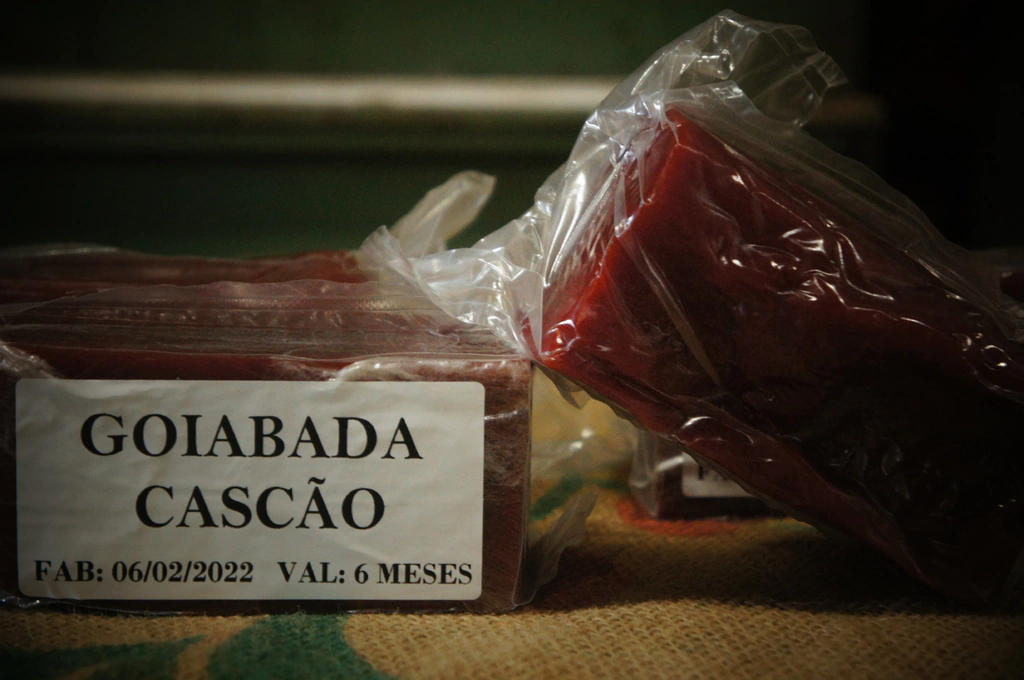 GOIABADA
CASCÃO
FAB: 06/02/2022 VAL: 6 MESES